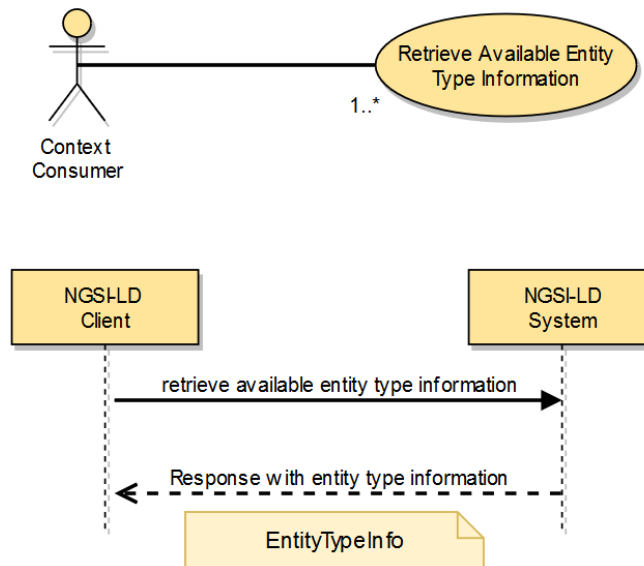 Retrieve Available Entity
Type Information
1..*
Context
Consumer
NGSI-LD
Client
NGSI-LD
System
retrieve available entity type information
Response with entity type information
EntityTypeInfo